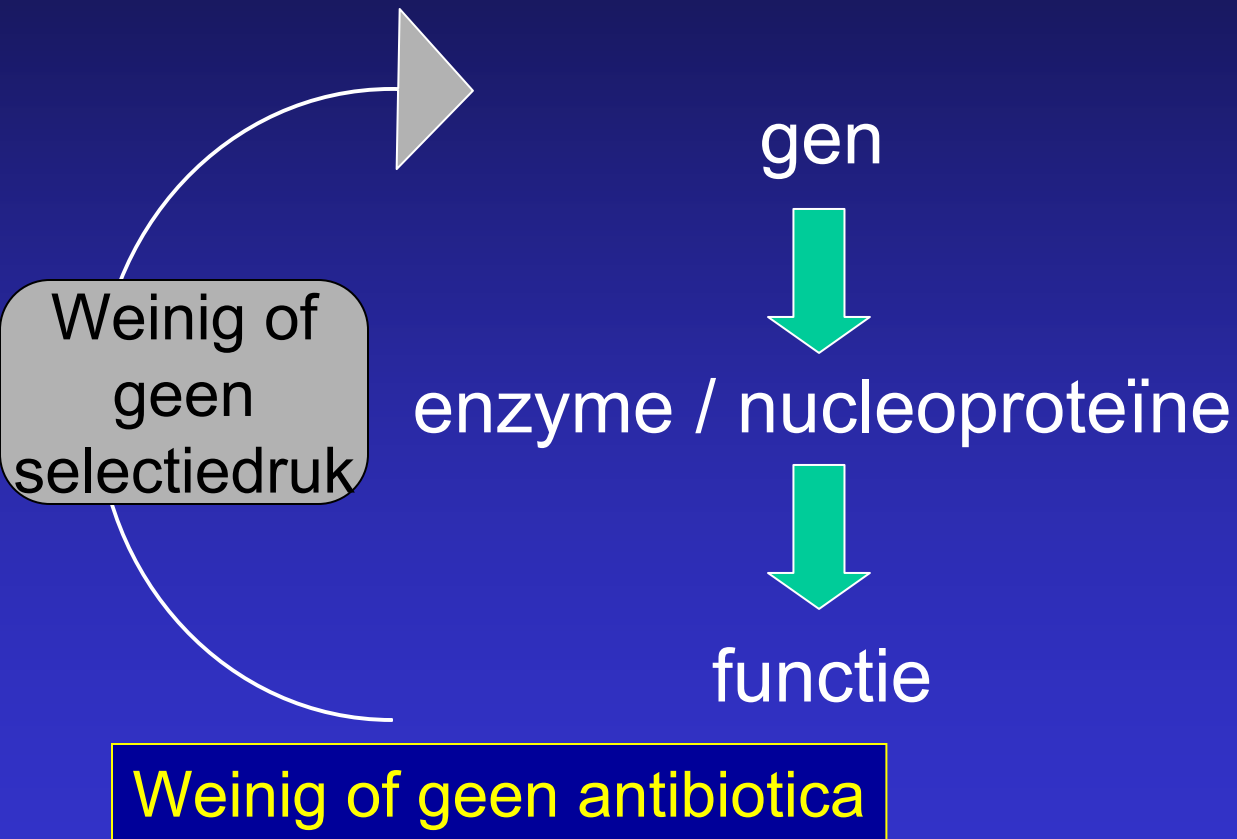 gen
Weinig of
geen
selectiedruk
enzyme / nucleoproteïne
functie
Weinig of geen antibiotica